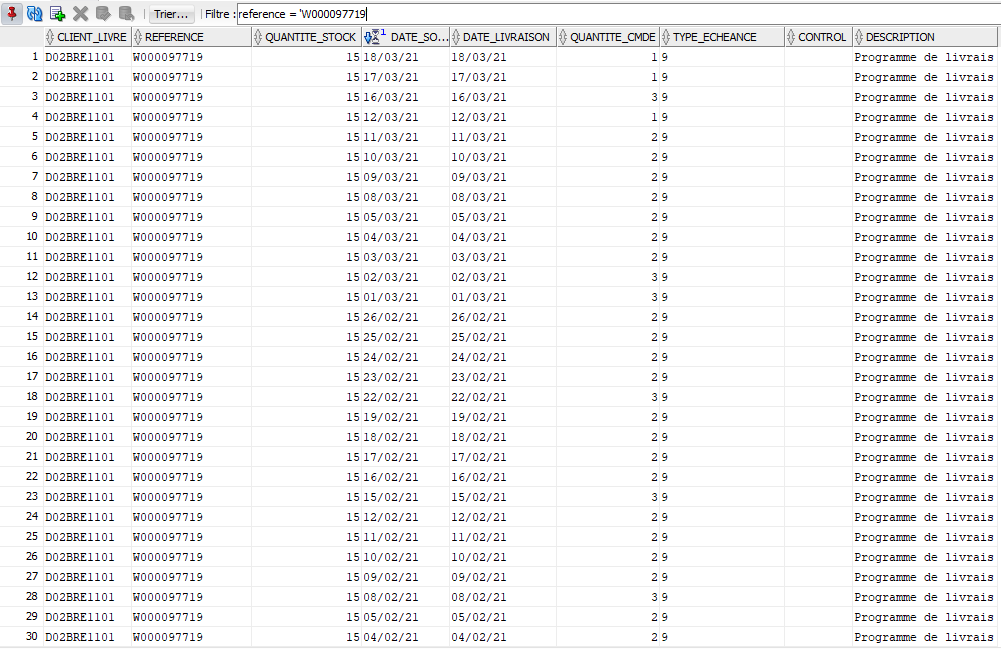 Trier... Filtre : reference = 'W000097719
CLIENT_LIVRE REFERENCE QUANTITE_STOCK 1 DATE_SO... DATE_LIVRAISON QUANTITE_CMDE TYPE_ECHEANCE CONTROL DESCRIPTION
1 D02BRE1101 W000097719 15 18/03/21 18/03/21 1 9 Programme de livrais
2 D02BRE1101 W000097719 15 17/03/21 17/03/21 1 9 Programme de livrais
3 D02BRE1101 W000097719 15 16/03/21 16/03/21 3 9 Programme de livrais
4 D02BRE1101 W000097719 15 12/03/21 12/03/21 1 9 Programme de livrais
5 D02BRE1101 W000097719 15 11/03/21 11/03/21 2 9 Programme de livrais
6 D02BRE1101 W000097719 15 10/03/21 10/03/21 2 9 Programme de livrais
7 D02BRE1101 W000097719 15 09/03/21 09/03/21 2 9 Programme de livrais
8 D02BRE1101 W000097719 15 08/03/21 08/03/21 2 9 Programme de livrais
9 D02BRE1101 W000097719 15 05/03/21 05/03/21 2 9 Programme de livrais
10 D02BRE1101 W000097719 15 04/03/21 04/03/21 2 9 Programme de livrais
11 D02BRE1101 W000097719 15 03/03/21 03/03/21 2 9 Programme de livrais
12 D02BRE1101 W000097719 15 02/03/21 02/03/21 3 9 Programme de livrais
13 D02BRE1101 W000097719 15 01/03/21 01/03/21 3 9 Programme de livrais
14 D02BRE1101 W000097719 15 26/02/21 26/02/21 2 9 Programme de livrais
15 D02BRE1101 W000097719 15 25/02/21 25/02/21 2 9 Programme de livrais
16 D02BRE1101 W000097719 15 24/02/21 24/02/21 2 9 Programme de livrais
17 D02BRE1101 W000097719 15 23/02/21 23/02/21 2 9 Programme de livrais
18 D02BRE1101 W000097719 15 22/02/21 22/02/21 3 9 Programme de livrais
19 D02BRE1101 W000097719 15 19/02/21 19/02/21 2 9 Programme de livrais
20 D02BRE1101 W000097719 15 18/02/21 18/02/21 2 9 Programme de livrais
21 D02BRE1101 W000097719 15 17/02/21 17/02/21 2 9 Programme de livrais
22 D02BRE1101 W000097719 15 16/02/21 16/02/21 2 9 Programme de livrais
23 D02BRE1101 W000097719 15 15/02/21 15/02/21 3 9 Programme de livrais
24 D02BRE1101 W000097719 15 12/02/21 12/02/21 2 9 Programme de livrais
25 D02BRE1101 W000097719 15 11/02/21 11/02/21 2 9 Programme de livrais
26 D02BRE1101 W000097719 15 10/02/21 10/02/21 2 9 Programme de livrais
27 D02BRE1101 W000097719 15 09/02/21 09/02/21 2 9 Programme de livrais
28 D02BRE1101 W000097719 15 08/02/21 08/02/21 3 9 Programme de livrais
29 D02BRE1101 W000097719 15 05/02/21 05/02/21 2 9 Programme de livrais
30 D02BRE1101 W000097719 15 04/02/21 04/02/21 2 9 Programme de livrais